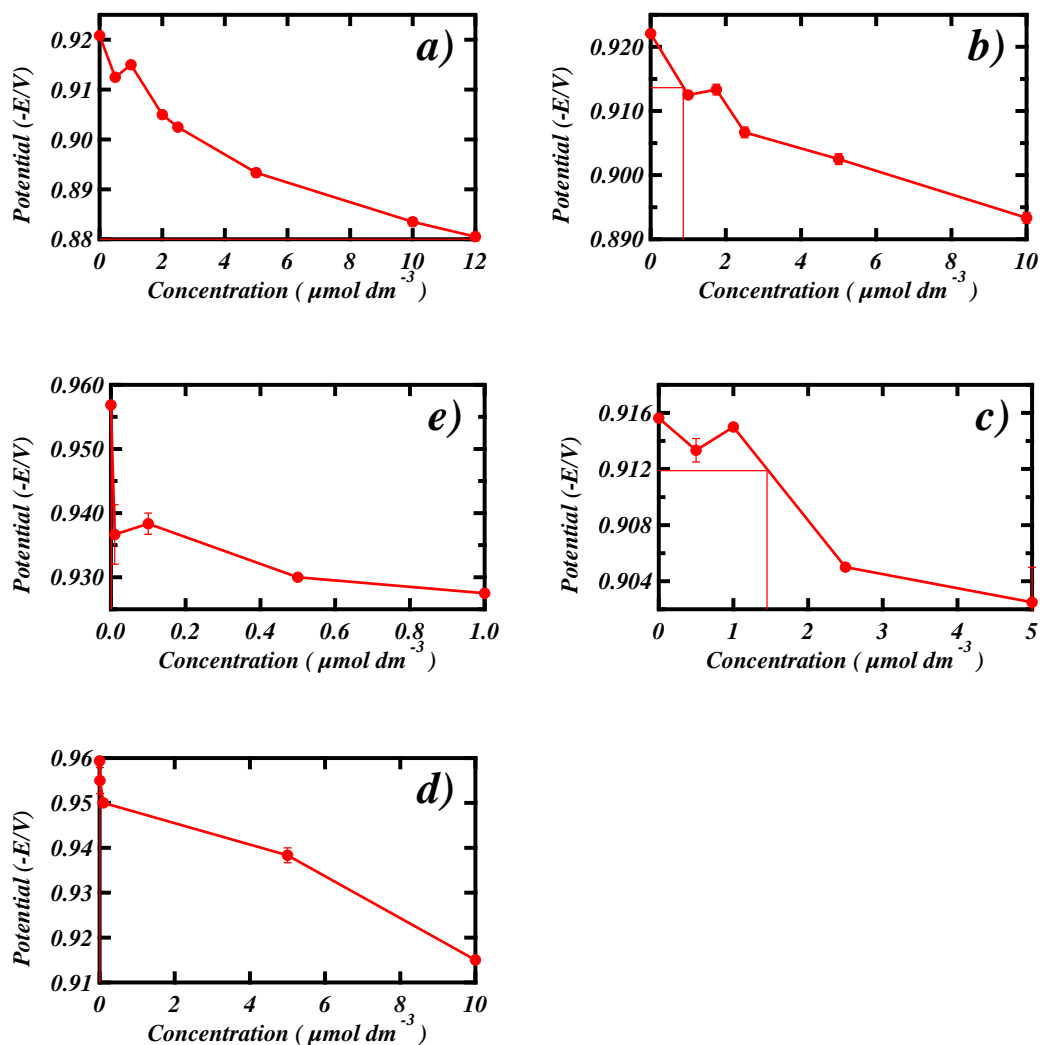 a)
Potential (-E/V)
0.92
0.91
0.90
0.89
0.88
0 2 4 6 8 10 12
Concentration ( µmol dm-3 )
b)
Potential (-E/V)
0.920
0.910
0.900
0.890
0 2 4 6 8 10
Concentration ( µmol dm-3 )
e)
Potential (-E/V)
0.960
0.950
0.940
0.930
0.0 0.2 0.4 0.6 0.8 1.0
Concentration ( µmol dm-3 )
c)
Potential (-E/V)
0.916
0.912
0.908
0.904
0 1 2 3 4 5
Concentration ( µmol dm-3 )
d)
Potential (-E/V)
0.96
0.95
0.94
0.93
0.92
0.91
0 2 4 6 8 10
Concentration ( µmol dm-3 )